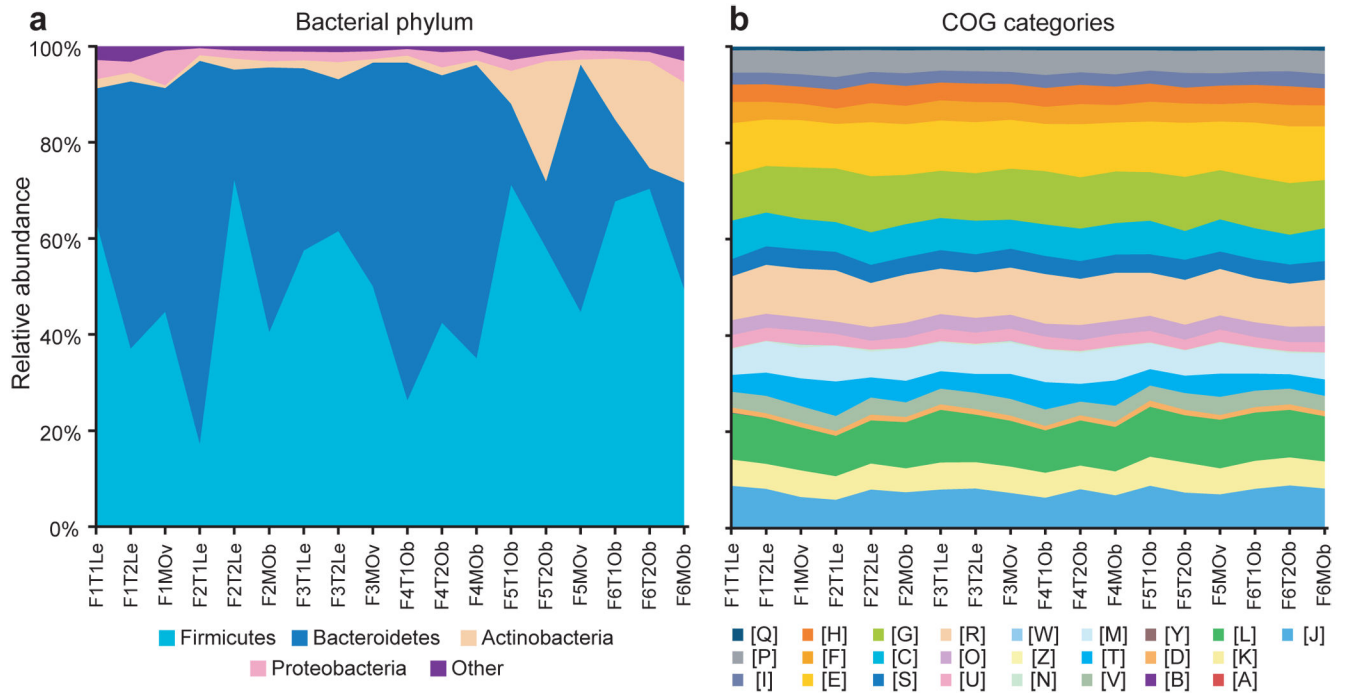 a Bacterial phylum
b COG categories
Relative abundance
100%
80%
60%
40%
20%
0%
F1T1Le
F1T2Le
F1MOv
F2T1Le
F2T2Le
F2MOb
F3T1Le
F3T2Le
F3MOv
F4T1Ob
F4T2Ob
F4MOb
F5T1Ob
F5T2Ob
F5MOv
F6T1Ob
F6T2Ob
F6MOb
F1T1Le
F1T2Le
F1MOv
F2T1Le
F2T2Le
F2MOb
F3T1Le
F3T2Le
F3MOv
F4T1Ob
F4T2Ob
F4MOb
F5T1Ob
F5T2Ob
F5MOv
F6T1Ob
F6T2Ob
F6MOb
Firmicutes Bacteroidetes Actinobacteria
Proteobacteria Other
[Q] [H] [G] [R] [W] [M] [Y] [L] [J]
[P] [F] [C] [O] [Z] [T] [D] [K]
[I] [E] [S] [U] [N] [V] [B] [A]